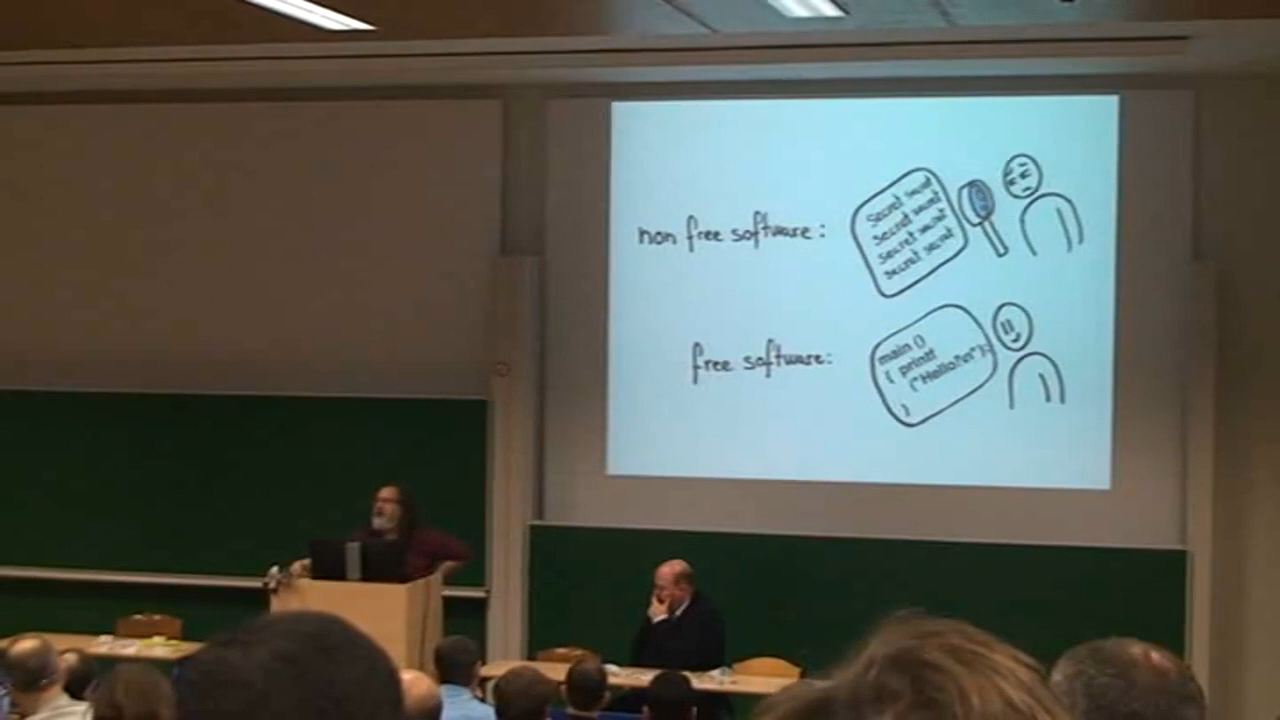 non free software:
Secret secret
secret secret
secret secret
secret secret
free software:
main ()
{ printf
("Hello!\n");
}